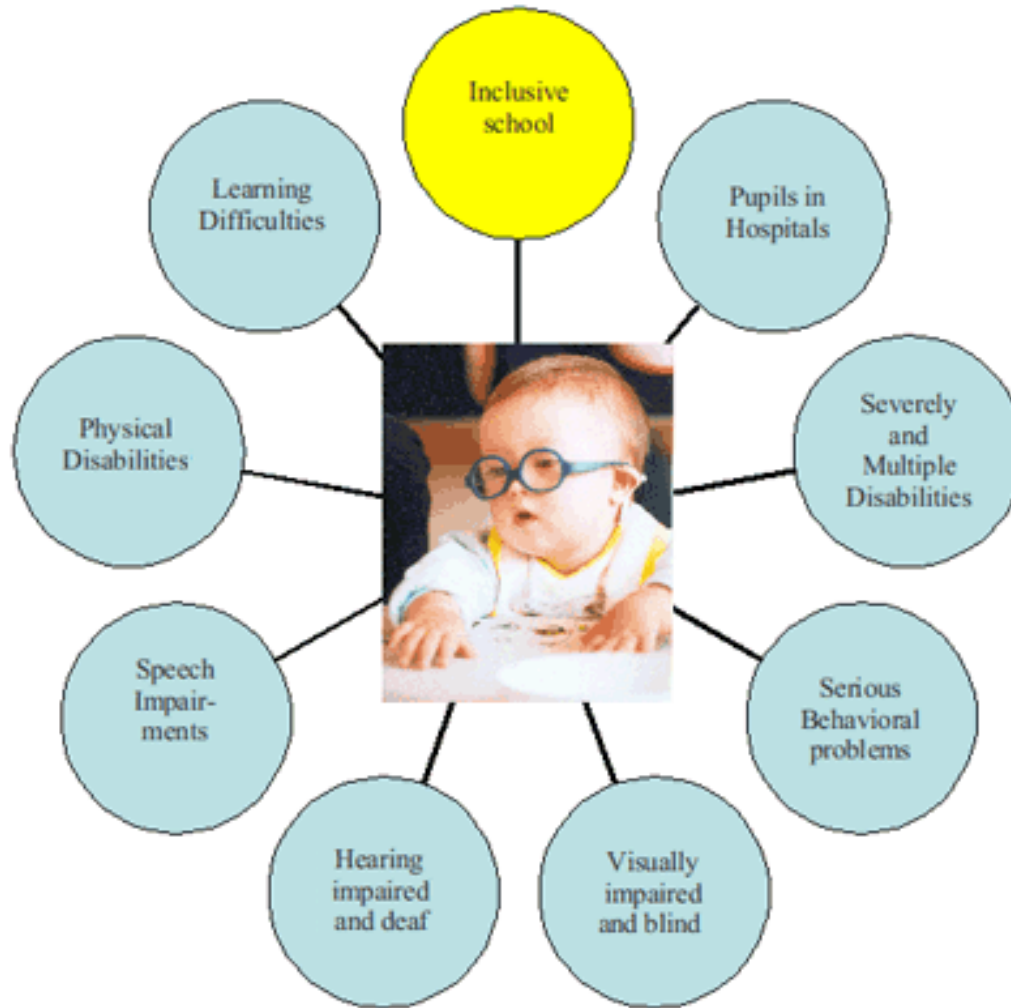 Inclusive
school
Pupils in
Hospitals
Severely
and
Multiple
Disabilities
Serious
Behavioral
problems
Visually
impaired
and blind
Hearing
impaired
and deaf
Speech
Impair-
ments
Physical
Disabilities
Learning
Difficulties